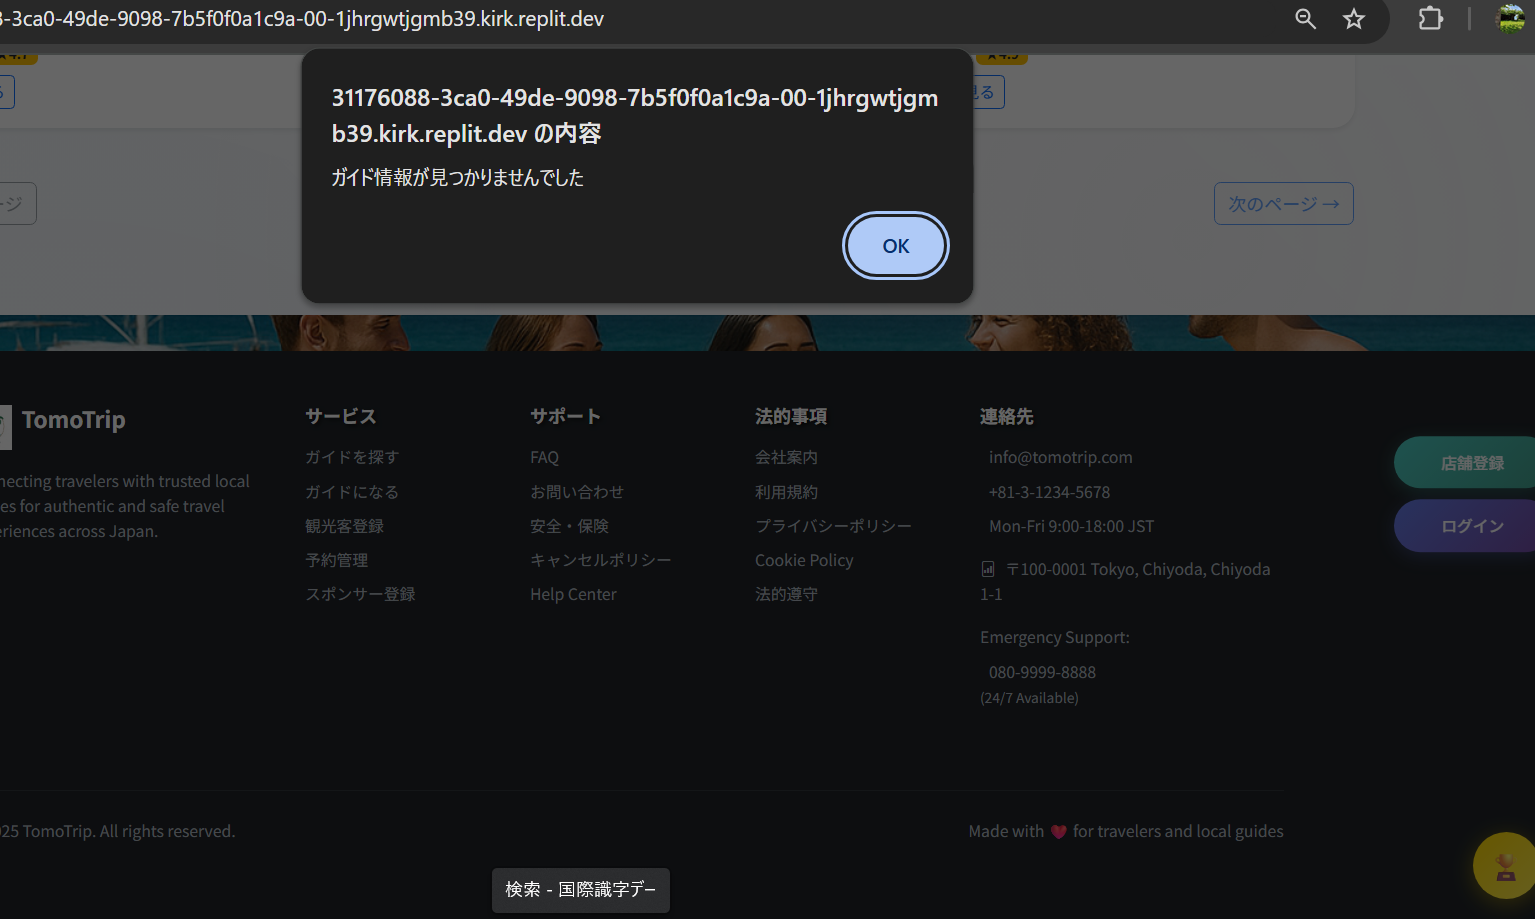 3-3ca0-49de-9098-7b5f0f0a1c9a-00-1jhrgwtjgmb39.kirk.replit.dev
31176088-3ca0-49de-9098-7b5f0f0a1c9a-00-1jhrgwtjgm
b39.kirk.replit.dev の内容
ガイド情報が見つかりませんでした
OK
見る
ージ
次のページ →
TomoTrip
necting travelers with trusted local
es for authentic and safe travel
eriences across Japan.
サービス
ガイドを探す
ガイドになる
観光客登録
予約管理
スポンサー登録
サポート
FAQ
お問い合わせ
安全・保険
キャンセルポリシー
Help Center
法的事項
会社案内
利用規約
プライバシーポリシー
Cookie Policy
法的遵守
連絡先
info@tomotrip.com
+81-3-1234-5678
Mon-Fri 9:00-18:00 JST
〒100-0001 Tokyo, Chiyoda, Chiyoda
1-1
Emergency Support:
080-9999-8888
(24/7 Available)
店舗登録
ログイン
025 TomoTrip. All rights reserved.
Made with ❤ for travelers and local guides
検索 - 国際識字デー